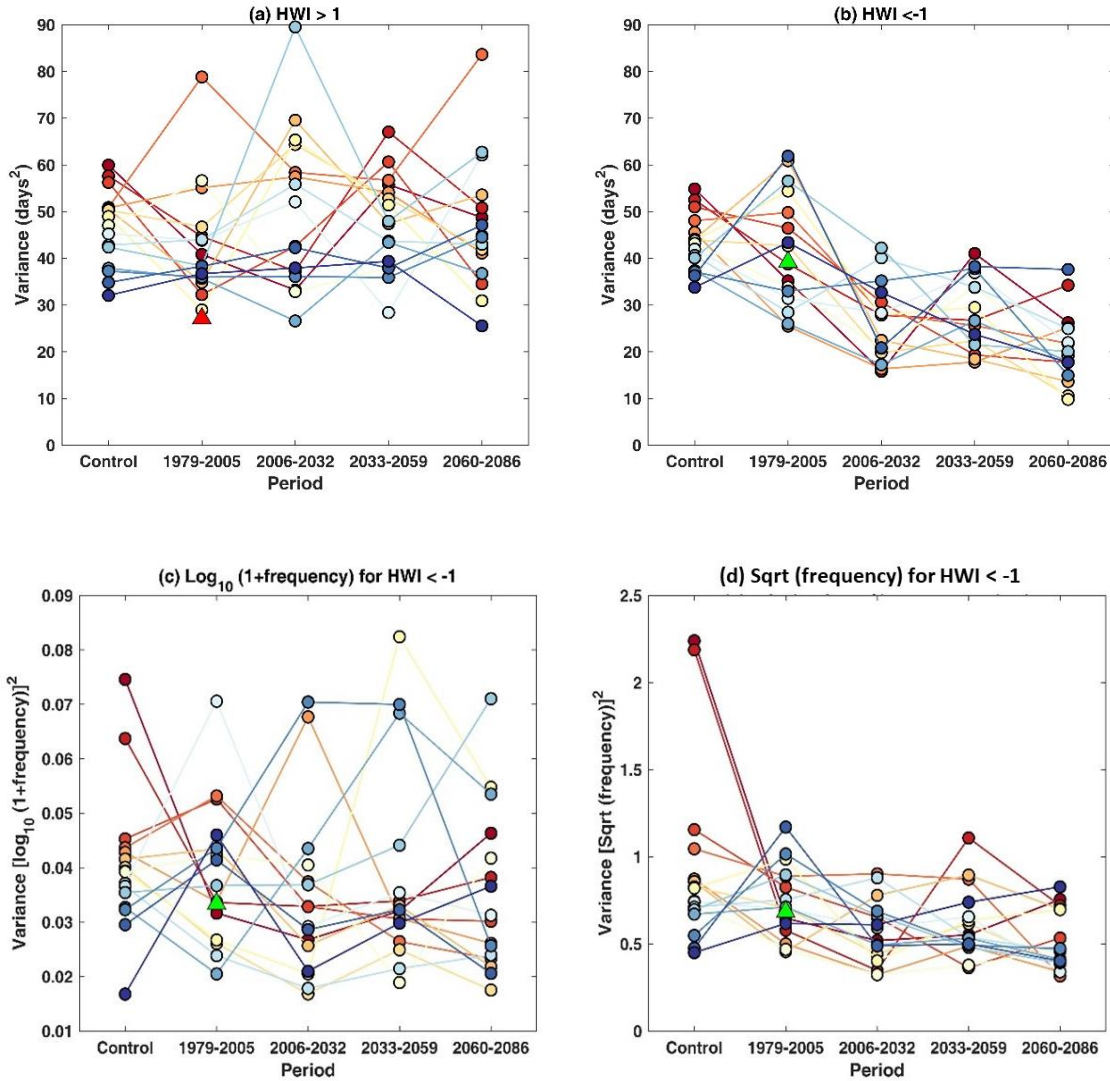 (a) HWI > 1
90
80
70
60
50
40
30
20
10
0
Variance (days²)
Control 1979-2005 2006-2032 2033-2059 2060-2086
Period
(b) HWI <-1
90
80
70
60
50
40
30
20
10
0
Variance (days²)
Control 1979-2005 2006-2032 2033-2059 2060-2086
Period
(c) Log₁₀ (1+frequency) for HWI < -1
0.09
0.08
0.07
0.06
0.05
0.04
0.03
0.02
0.01
Variance [log₁₀ (1+frequency)]²
Control 1979-2005 2006-2032 2033-2059 2060-2086
Period
(d) Sqrt (frequency) for HWI < -1
2.5
2
1.5
1
0.5
0
Variance [Sqrt (frequency)]²
Control 1979-2005 2006-2032 2033-2059 2060-2086
Period